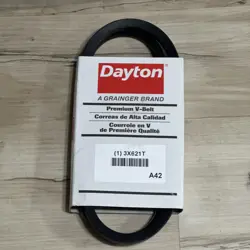 Dayton
A GRAINGER BRAND
Premium V-Belt
Correas de Alta Calidad
Courroie en V
de Première Qualité
(1) 3X621T
A42